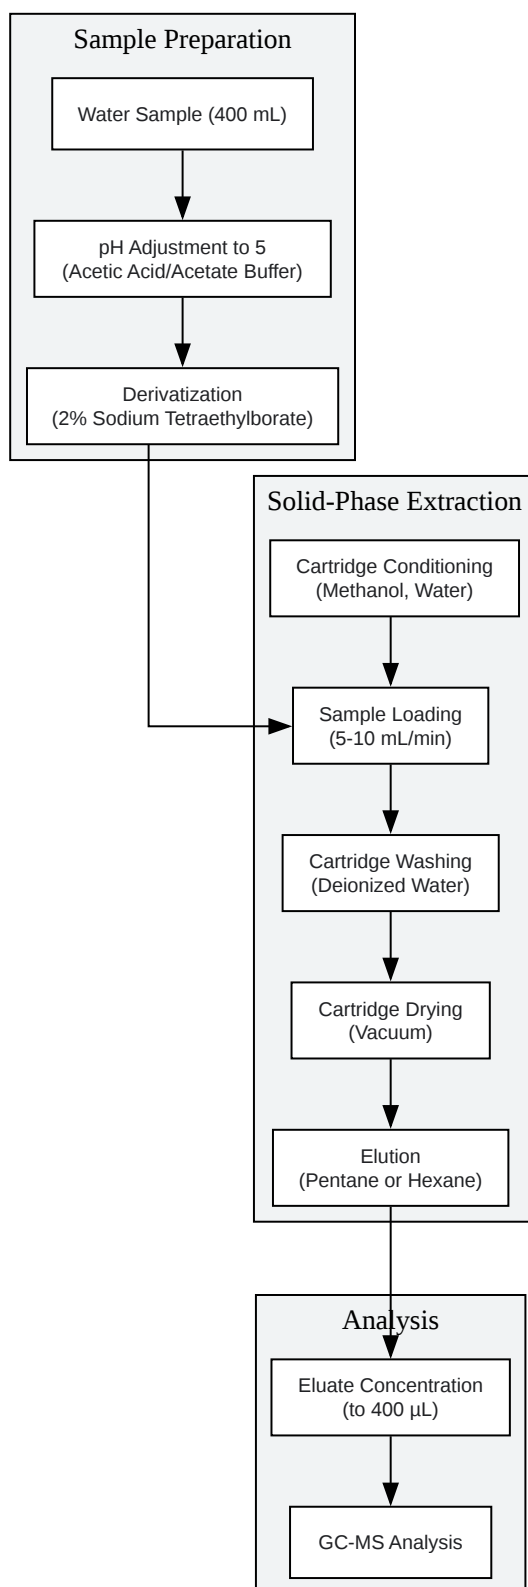 Sample Preparation
Water Sample (400 mL)
pH Adjustment to 5
(Acetic Acid/Acetate Buffer)
Derivatization
(2% Sodium Tetraethylborate)
Solid-Phase Extraction
Cartridge Conditioning
(Methanol, Water)
Sample Loading
(5-10 mL/min)
Cartridge Washing
(Deionized Water)
Cartridge Drying
(Vacuum)
Elution
(Pentane or Hexane)
Analysis
Eluate Concentration
(to 400 µL)
GC-MS Analysis